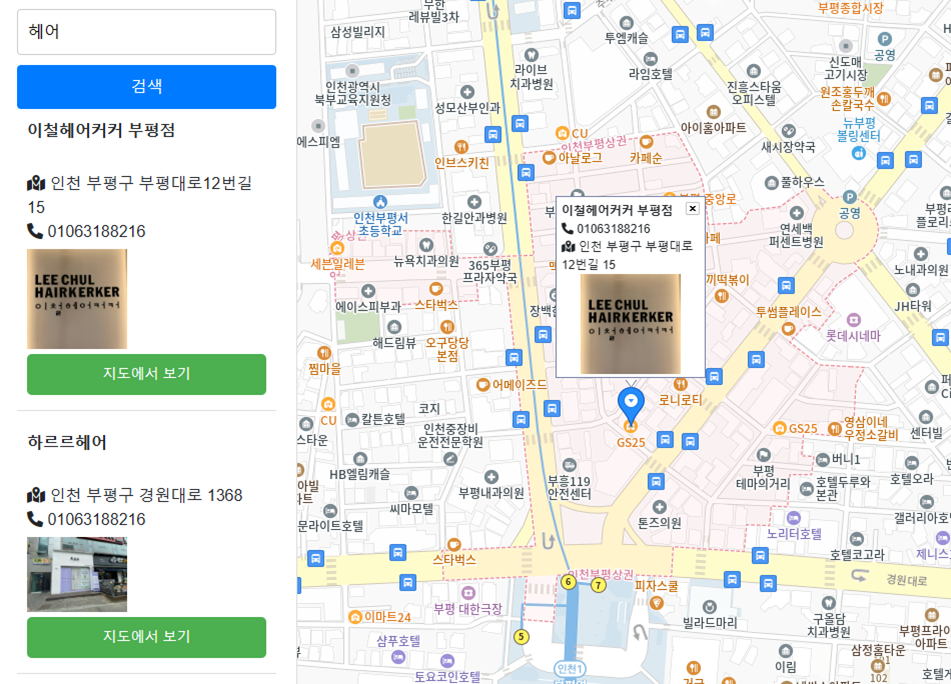 헤어
검색
이철헤어커커 부평점
인천 부평구 부평대로12번길
15
01063188216
LEE CHUL
HAIRKERKER
이철헤어커커
지도에서 보기
하르르헤어
인천 부평구 경원대로 1368
01063188216
지도에서 보기
무한
레뷰빌3차
삼성빌리지
투엠캐슬
부평종합시장
공영
신도매
고기시장
라이브
치과병원
라임호텔
진흥스타움
오피스텔
인천광역시
북부교육지원청
성모산부인과
원조홍두깨
손칼국수
아이홈아파트
뉴부평
볼링센터
에스피엠
CU
인천부평상권
새시장약국
인브스키친
아날로그
카페순
풀하우스
중앙로
인천부평서
초등학교
한길안과병원
공영
연세백
퍼센트병원
이철헤어커커 부평점
01063188216
인천 부평구 부평대로
12번길 15
LEE CHUL
HAIRKERKER
이철헤어커커
세븐일레븐
뉴욕치과의원
365부평
프라자약국
노내과의원
끼떡볶이
에이스피부과
스타벅스
투썸플레이스
JH타워
해드림뷰
오구당당
본점
롯데시네마
찜마을
어메이즈드
로니로티
CU
칼튼호텔
코지
인천중장비
운전전문학원
GS25
GS25
영삼이네
우정소갈비
센터빌
스타운
HB엘림캐슬
부평내과의원
부흥119
안전센터
부평
테마의거리
버니1
호텔두루와
본관
호텔오라
씨마모텔
문라이트호텔
톤즈의원
노리터호텔
갤러리아호
호텔코고라
제니스
스타벅스
인천부평상권
경원대로
6
7
피자스쿨
이마트24
부평 대한극장
빌라드마리
구올담
치과병원
부평프라
아파트
5
샴푸호텔
삼정홈타운
101
102
이림
토요코인호텔
인천1